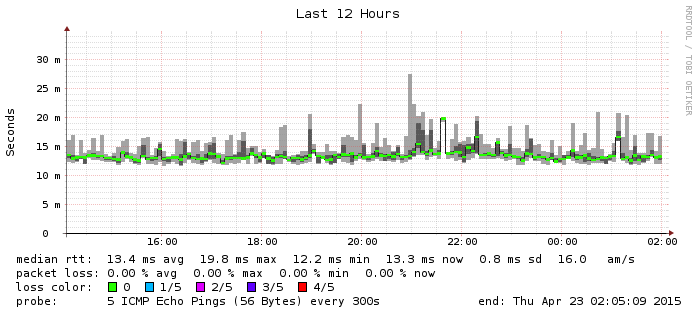 Last 12 Hours
RRDTOOL / TOBI OETIKER
Seconds
30 m
25 m
20 m
15 m
10 m
5 m
0
16:00 18:00 20:00 22:00 00:00 02:00
median rtt: 13.4 ms avg 19.8 ms max 12.2 ms min 13.3 ms now 0.8 ms sd 16.0 am/s
packet loss: 0.00 % avg 0.00 % max 0.00 % min 0.00 % now
loss color: 0 1/5 2/5 3/5 4/5
probe: 5 ICMP Echo Pings (56 Bytes) every 300s end: Thu Apr 23 02:05:09 2015